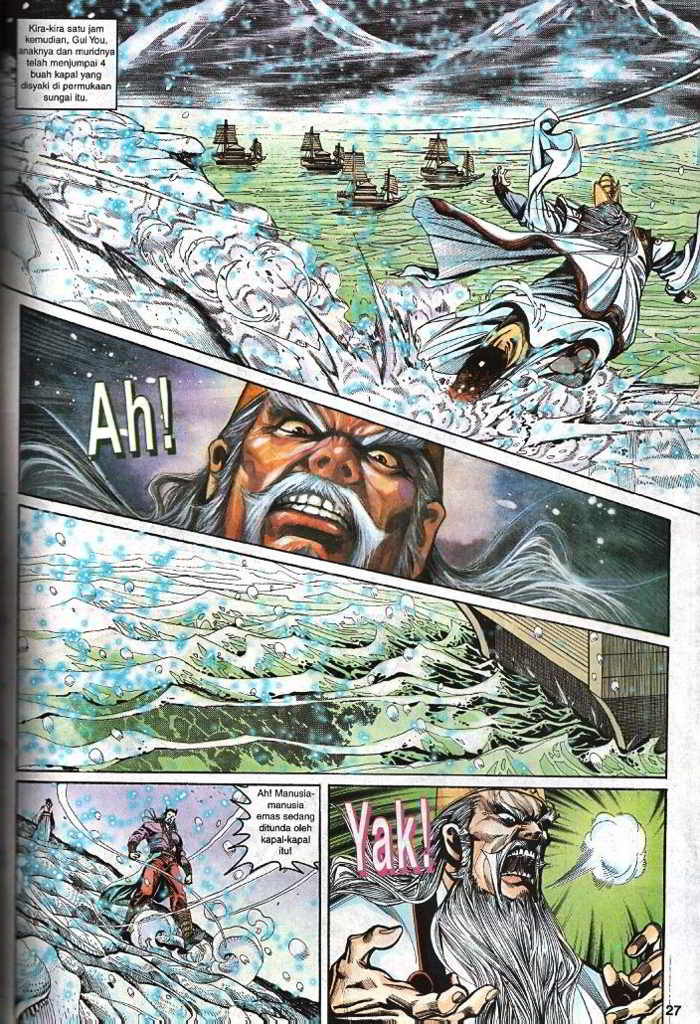 Kira-kira satu jam
kemudian, Gui You,
anaknya dan muridnya
telah menjumpai 4
buah kapal yang
disyaki di permukaan
sungai itu.
Ah!
Ah! Manusia-
manusia
emas sedang
ditunda oleh
kapal-kapal
itu!
Yak!
27